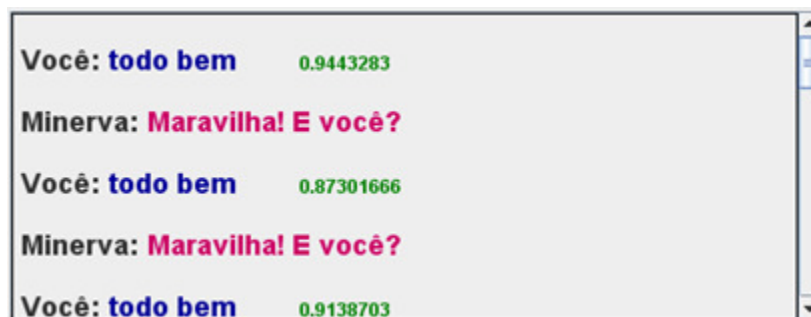 Você: todo bem 0.9443283
Minerva: Maravilha! E você?
Você: todo bem 0.87301666
Minerva: Maravilha! E você?
Você: todo bem 0.9138703